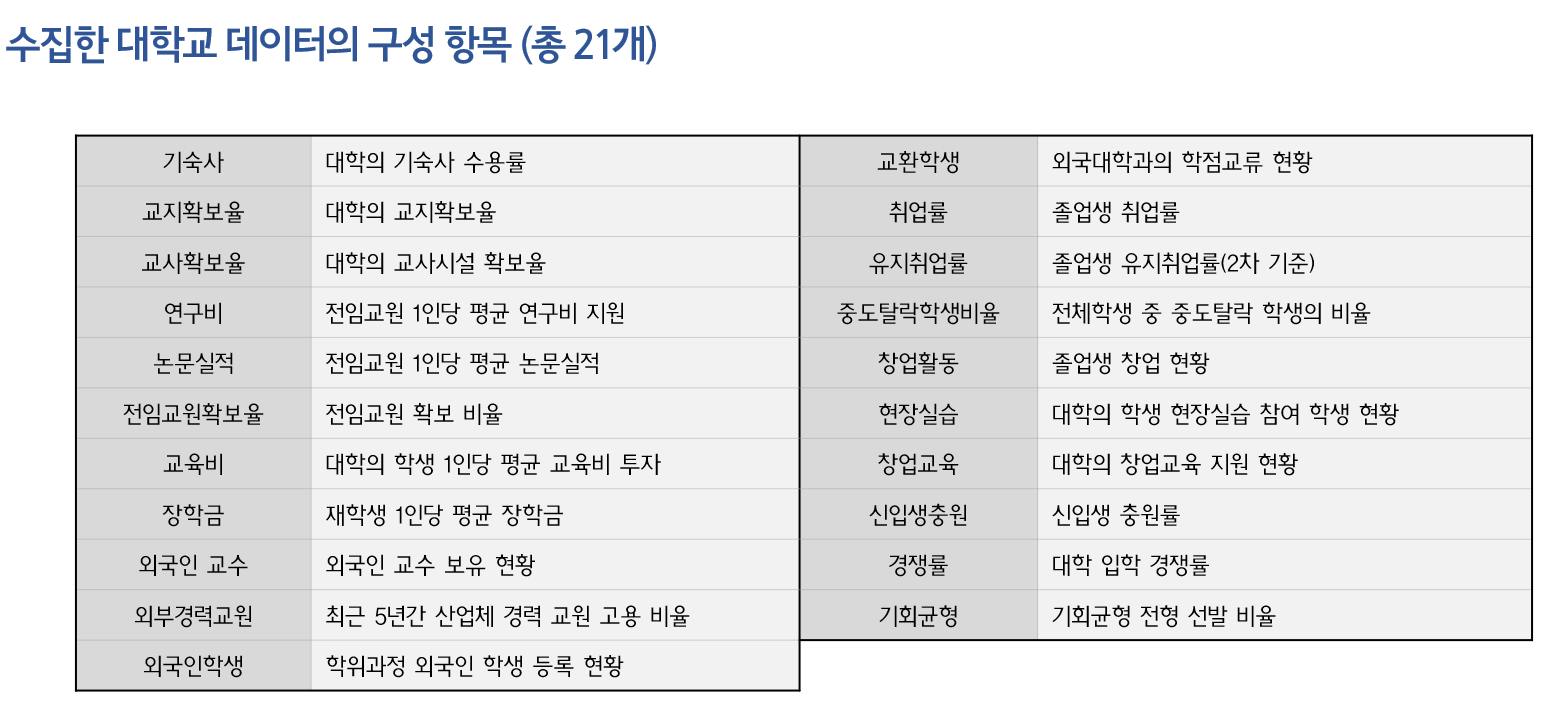 수집한 대학교 데이터의 구성 항목 (총 21개)
기숙사 대학의 기숙사 수용률
교지확보율 대학의 교지확보율
교사확보율 대학의 교사시설 확보율
연구비 전임교원 1인당 평균 연구비 지원
논문실적 전임교원 1인당 평균 논문실적
전임교원확보율 전임교원 확보 비율
교육비 대학의 학생 1인당 평균 교육비 투자
장학금 재학생 1인당 평균 장학금
외국인 교수 외국인 교수 보유 현황
외부경력교원 최근 5년간 산업체 경력 교원 고용 비율
외국인학생 학위과정 외국인 학생 등록 현황
교환학생 외국대학과의 학점교류 현황
취업률 졸업생 취업률
유지취업률 졸업생 유지취업률(2차 기준)
중도탈락학생비율 전체학생 중 중도탈락 학생의 비율
창업활동 졸업생 창업 현황
현장실습 대학의 학생 현장실습 참여 학생 현황
창업교육 대학의 창업교육 지원 현황
신입생충원 신입생 충원률
경쟁률 대학 입학 경쟁률
기회균형 기회균형 전형 선발 비율